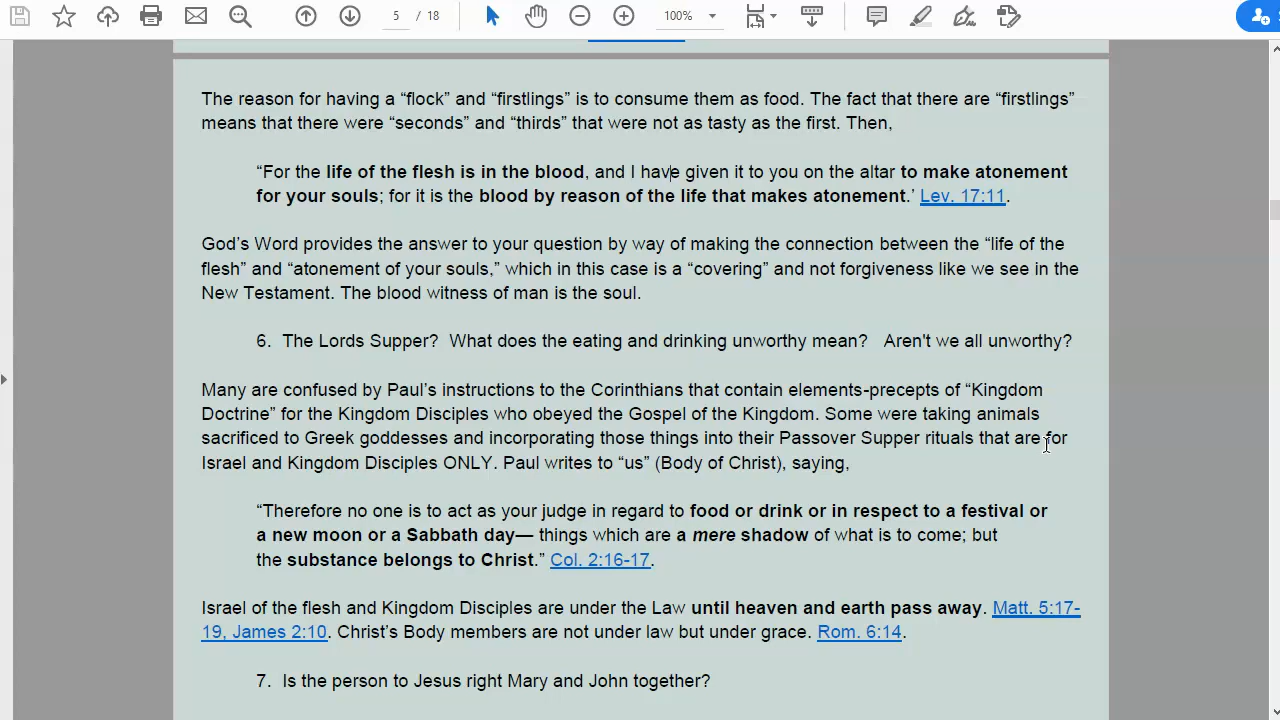 5 / 18
100%
The reason for having a “flock” and “firstlings” is to consume them as food. The fact that there are “firstlings”
means that there were “seconds” and “thirds” that were not as tasty as the first. Then,
“For the life of the flesh is in the blood, and I have given it to you on the altar to make atonement
for your souls; for it is the blood by reason of the life that makes atonement.’ Lev. 17:11.
God’s Word provides the answer to your question by way of making the connection between the “life of the
flesh” and “atonement of your souls,” which in this case is a “covering” and not forgiveness like we see in the
New Testament. The blood witness of man is the soul.
6. The Lords Supper? What does the eating and drinking unworthy mean? Aren't we all unworthy?
Many are confused by Paul’s instructions to the Corinthians that contain elements-precepts of “Kingdom
Doctrine” for the Kingdom Disciples who obeyed the Gospel of the Kingdom. Some were taking animals
sacrificed to Greek goddesses and incorporating those things into their Passover Supper rituals that are for
Israel and Kingdom Disciples ONLY. Paul writes to “us” (Body of Christ), saying,
“Therefore no one is to act as your judge in regard to food or drink or in respect to a festival or
a new moon or a Sabbath day— things which are a mere shadow of what is to come; but
the substance belongs to Christ.” Col. 2:16-17.
Israel of the flesh and Kingdom Disciples are under the Law until heaven and earth pass away. Matt. 5:17-
19, James 2:10. Christ’s Body members are not under law but under grace. Rom. 6:14.
7. Is the person to Jesus right Mary and John together?